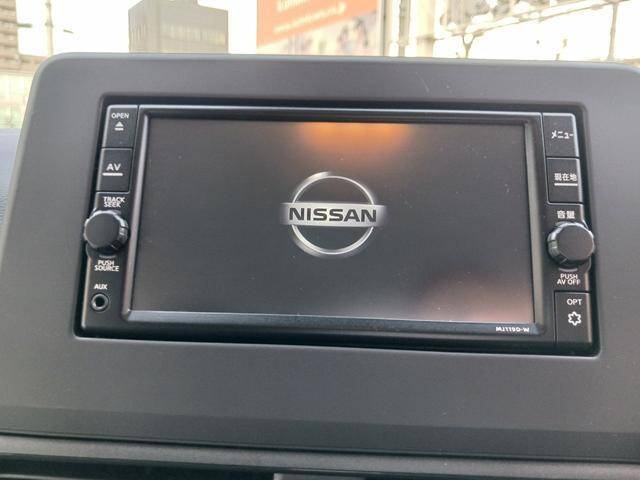 OPEN
AV
TRACK
SEEK
PUSH
SOURCE
AUX
NISSAN
メニュー
現在地
音量
PUSH
AV OFF
OPT
MJ119D-W